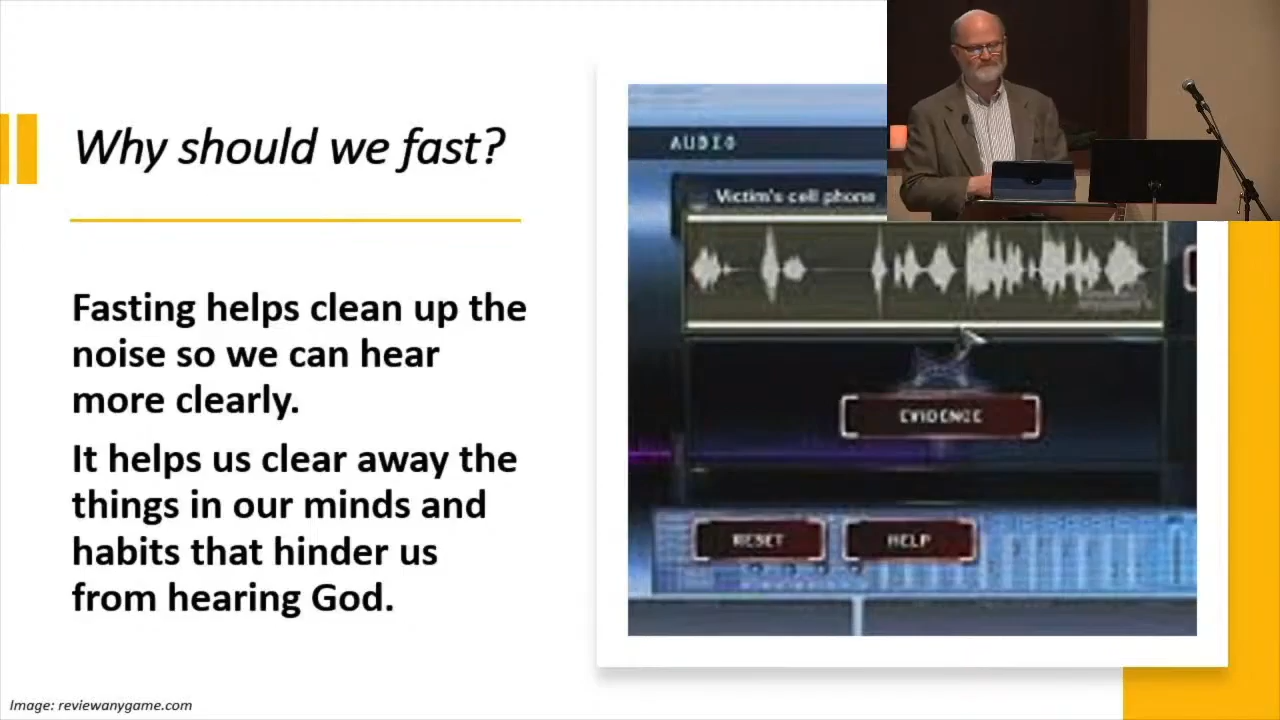 Why should we fast?
Fasting helps clean up the
noise so we can hear
more clearly.
It helps us clear away the
things in our minds and
habits that hinder us
from hearing God.
AUDIO
Victim's cell phone
EVIDENCE
RESET
HELP
Image: reviewanygame.com